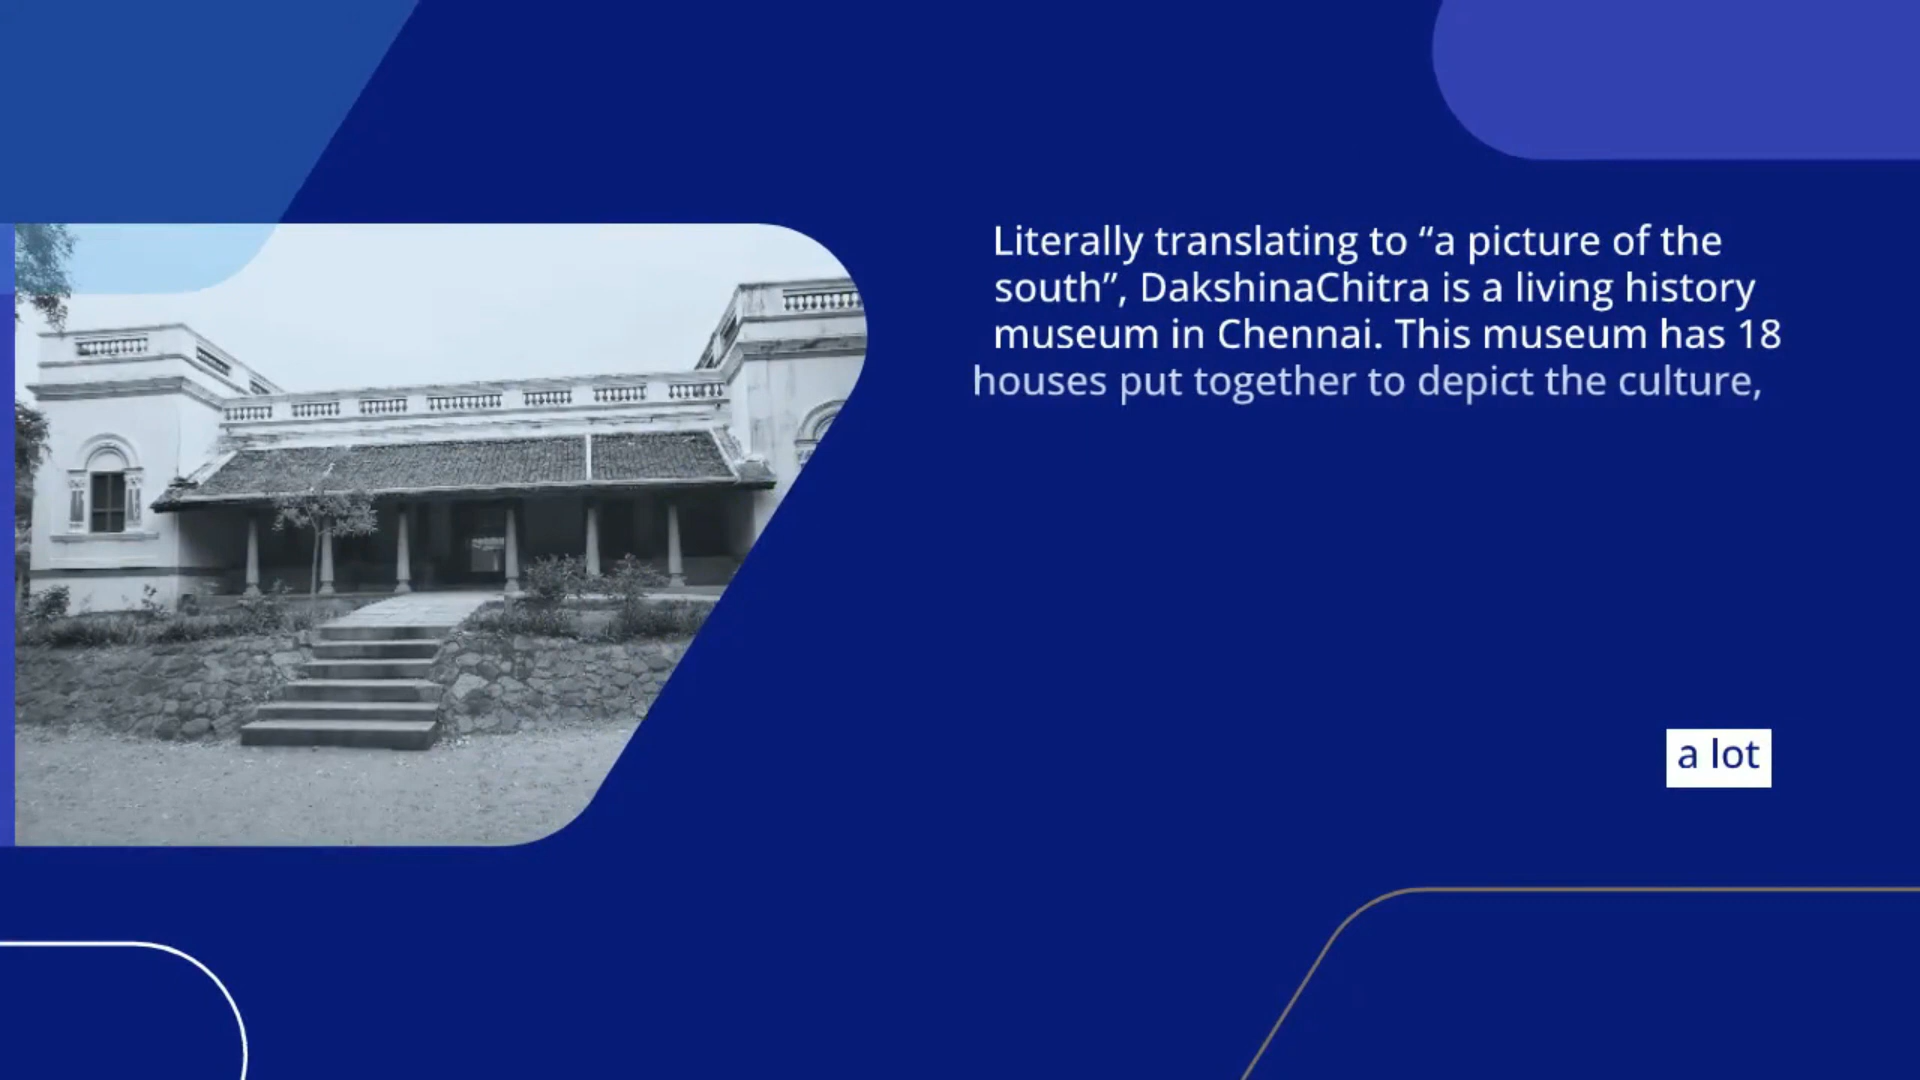 Literally translating to “a picture of the
south”, DakshinaChitra is a living history
museum in Chennai. This museum has 18
houses put together to depict the culture,
a lot